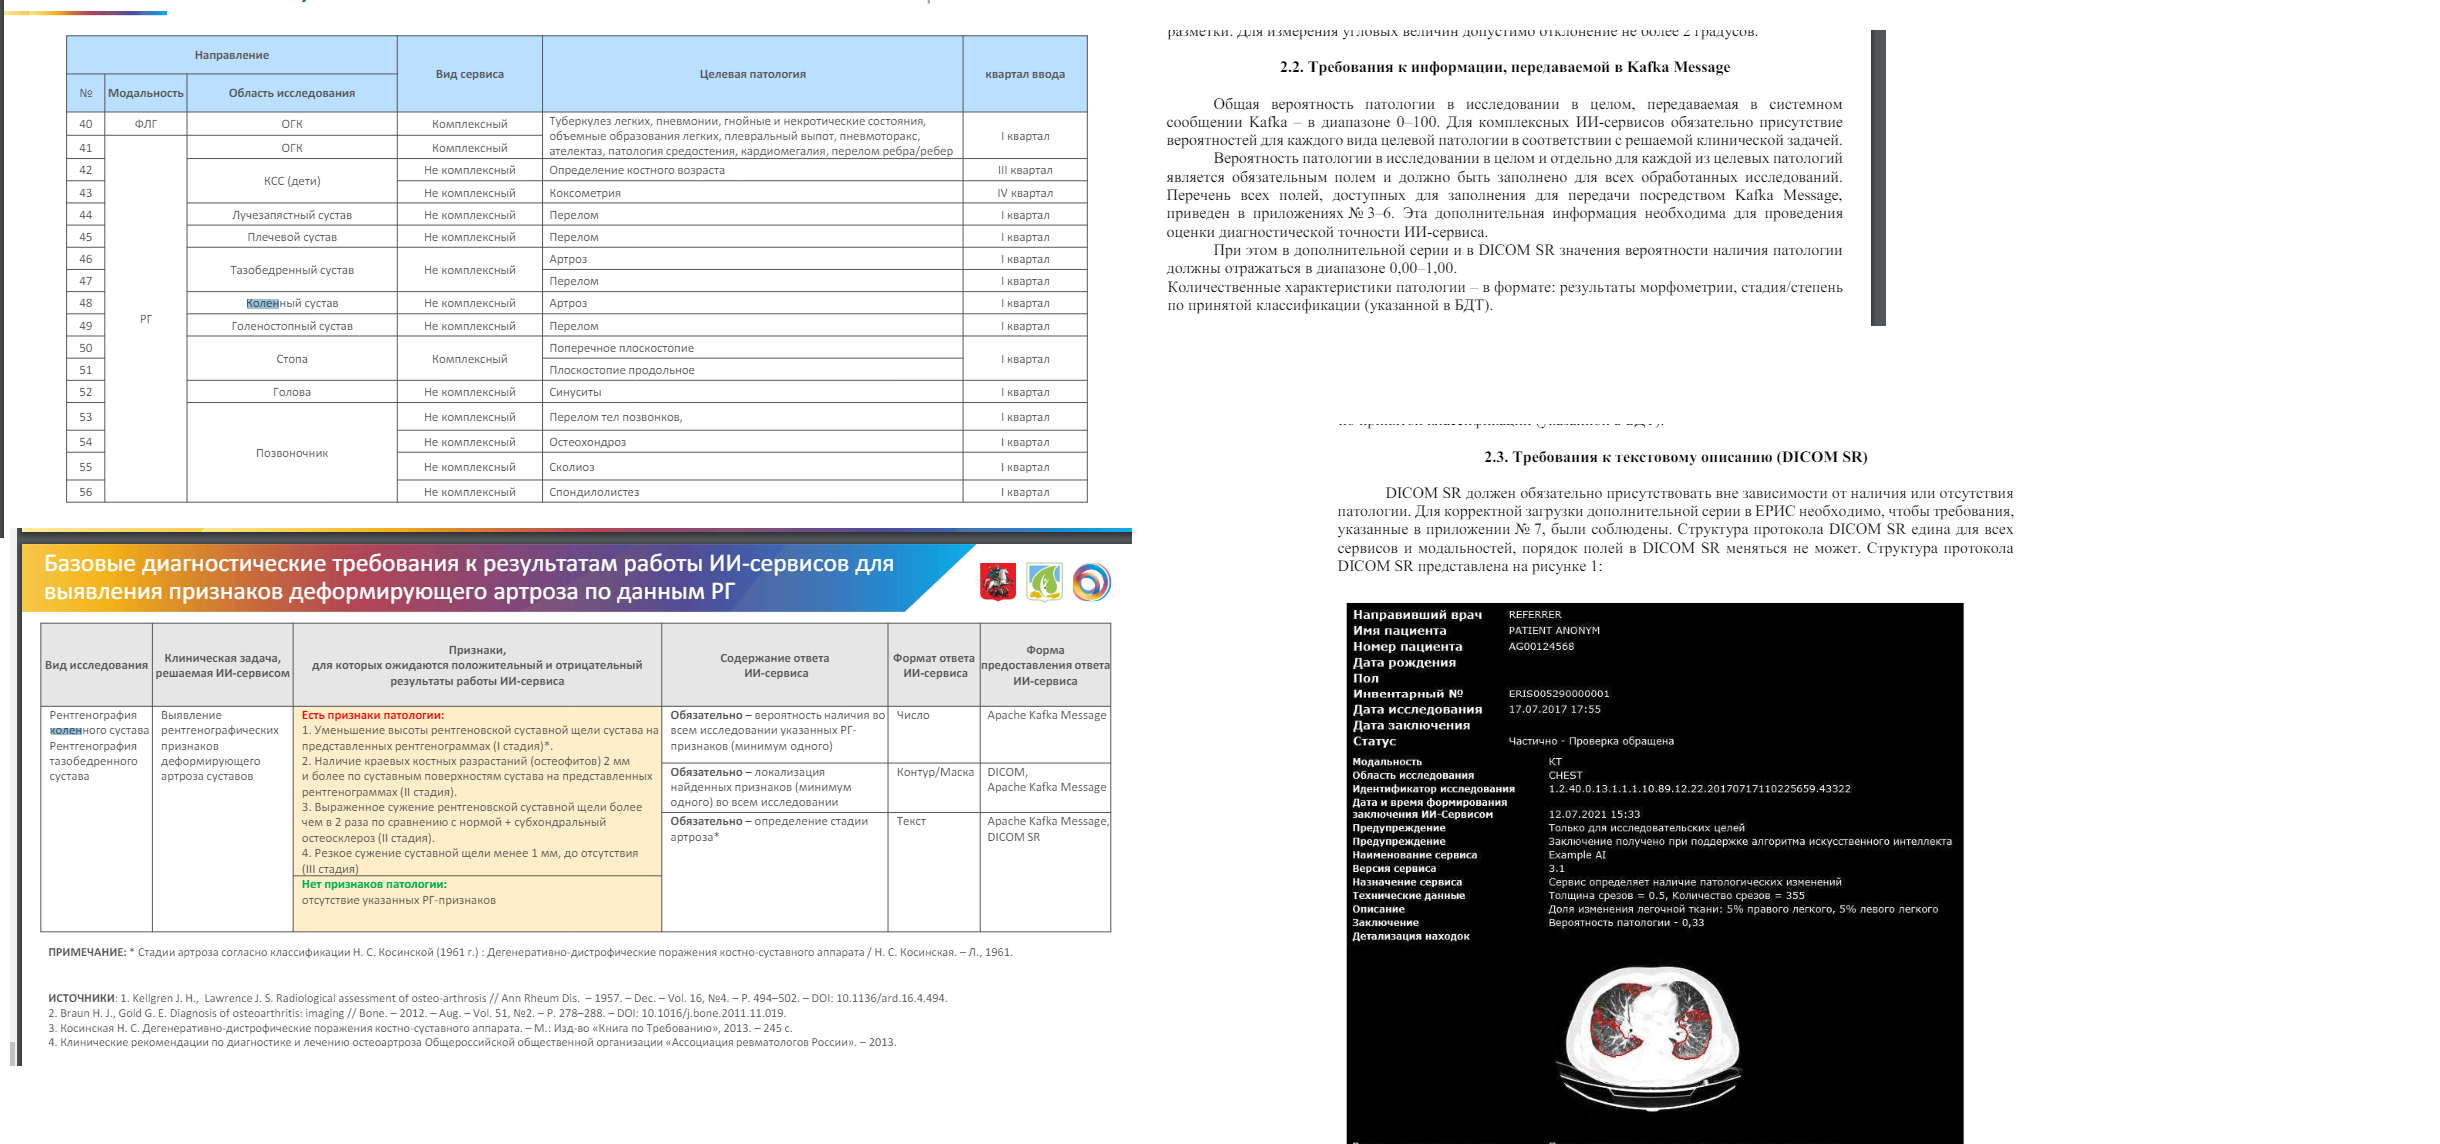 Направление
Вид сервиса
Целевая патология
квартал ввода
№
Модальность
Область исследования
40
ФЛГ
ОГК
Комплексный
Туберкулез легких, пневмонии, гнойные и некротические состояния,
объемные образования легких, плевральный выпот, пневмоторакс,
ателектаз, патология средостения, кардиомегалия, перелом ребра/ребер
I квартал
41
РГ
ОГК
Комплексный
42
КСС (дети)
Не комплексный
Определение костного возраста
III квартал
43
Не комплексный
Коксометрия
IV квартал
44
Лучезапястный сустав
Не комплексный
Перелом
I квартал
45
Плечевой сустав
Не комплексный
Перелом
I квартал
46
Тазобедренный сустав
Не комплексный
Артроз
I квартал
47
Перелом
I квартал
48
Коленный сустав
Не комплексный
Артроз
I квартал
49
Голеностопный сустав
Не комплексный
Перелом
I квартал
50
Стопа
Комплексный
Поперечное плоскостопие
I квартал
51
Плоскостопие продольное
52
Голова
Не комплексный
Синуситы
I квартал
53
Позвоночник
Не комплексный
Перелом тел позвонков,
I квартал
54
Не комплексный
Остеохондроз
I квартал
55
Не комплексный
Сколиоз
I квартал
56
Не комплексный
Спондилолистез
I квартал
Базовые диагностические требования к результатам работы ИИ-сервисов для
выявления признаков деформирующего артроза по данным РГ
Вид исследования
Клиническая задача,
решаемая ИИ-сервисом
Признаки,
для которых ожидаются положительный и отрицательный
результаты работы ИИ-сервиса
Содержание ответа
ИИ-сервиса
Формат ответа
ИИ-сервиса
Форма
предоставления ответа
ИИ-сервиса
Рентгенография
коленного сустава
Рентгенография
тазобедренного
сустава
Выявление
рентгенографических
признаков
деформирующего
артроза суставов
Есть признаки патологии:
1. Уменьшение высоты рентгеновской суставной щели сустава на
представленных рентгенограммах (I стадия)*.
2. Наличие краевых костных разрастаний (остеофитов) 2 мм
и более по суставным поверхностям сустава на представленных
рентгенограммах (II стадия).
3. Выраженное сужение рентгеновской суставной щели более
чем в 2 раза по сравнению с нормой + субхондральный
остеосклероз (II стадия).
4. Резкое сужение суставной щели менее 1 мм, до отсутствия
(III стадия)
Нет признаков патологии:
отсутствие указанных РГ-признаков
Обязательно – вероятность наличия во
всем исследовании указанных РГ-
признаков (минимум одного)
Число
Apache Kafka Message
Обязательно – локализация
найденных признаков (минимум
одного) во всем исследовании
Контур/Маска
DICOM,
Apache Kafka Message
Обязательно – определение стадии
артроза*
Текст
Apache Kafka Message,
DICOM SR
ПРИМЕЧАНИЕ: * Стадии артроза согласно классификации Н. С. Косинской (1961 г.) : Дегенеративно-дистрофические поражения костно-суставного аппарата / Н. С. Косинская. – Л., 1961.
ИСТОЧНИКИ: 1. Kellgren J. H., Lawrence J. S. Radiological assessment of osteo-arthrosis // Ann Rheum Dis. – 1957. – Dec. – Vol. 16, №4. – P. 494–502. – DOI: 10.1136/ard.16.4.494.
2. Braun H. J., Gold G. E. Diagnosis of osteoarthritis: imaging // Bone. – 2012. – Aug. – Vol. 51, №2. – P. 278–288. – DOI: 10.1016/j.bone.2011.11.019.
3. Косинская Н. С. Дегенеративно-дистрофические поражения костно-суставного аппарата. – М.: Изд-во «Книга по Требованию», 2013. – 245 с.
4. Клинические рекомендации по диагностике и лечению остеоартроза Общероссийской общественной организации «Ассоциация ревматологов России». – 2013.
разметки. Для измерения угловых величин допустимо отклонение не более 2 градусов.
2.2. Требования к информации, передаваемой в Kafka Message
Общая вероятность патологии в исследовании в целом, передаваемая в системном
сообщении Kafka – в диапазоне 0–100. Для комплексных ИИ-сервисов обязательно присутствие
вероятностей для каждого вида целевой патологии в соответствии с решаемой клинической задачей.
Вероятность патологии в исследовании в целом и отдельно для каждой из целевых патологий
является обязательным полем и должно быть заполнено для всех обработанных исследований.
Перечень всех полей, доступных для заполнения для передачи посредством Kafka Message,
приведен в приложениях № 3–6. Эта дополнительная информация необходима для проведения
оценки диагностической точности ИИ-сервиса.
При этом в дополнительной серии и в DICOM SR значения вероятности наличия патологии
должны отражаться в диапазоне 0,00–1,00.
Количественные характеристики патологии – в формате: результаты морфометрии, стадия/степень
по принятой классификации (указанной в БДТ).
по принятой классификации (указанной в БДТ).
2.3. Требования к текстовому описанию (DICOM SR)
DICOM SR должен обязательно присутствовать вне зависимости от наличия или отсутствия
патологии. Для корректной загрузки дополнительной серии в ЕРИС необходимо, чтобы требования,
указанные в приложении № 7, были соблюдены. Структура протокола DICOM SR едина для всех
сервисов и модальностей, порядок полей в DICOM SR меняться не может. Структура протокола
DICOM SR представлена на рисунке 1:
Направивший врач REFERRER
Имя пациента PATIENT ANONYM
Номер пациента AG00124568
Дата рождения
Пол
Инвентарный № ERIS005290000001
Дата исследования 17.07.2017 17:55
Дата заключения
Статус Частично - Проверка обращена
Модальность КТ
Область исследования CHEST
Идентификатор исследования 1.2.40.0.13.1.1.1.10.89.12.22.20170717110225659.43322
Дата и время формирования
заключения ИИ-Сервисом 12.07.2021 15:33
Предупреждение Только для исследовательских целей
Предупреждение Заключение получено при поддержке алгоритма искусственного интеллекта
Наименование сервиса Example AI
Версия сервиса 3.1
Назначение сервиса Сервис определяет наличие патологических изменений
Технические данные Толщина срезов = 0.5, Количество срезов = 355
Описание Доля изменения легочной ткани: 5% правого легкого, 5% левого легкого
Заключение Вероятность патологии - 0,33
Детализация находок